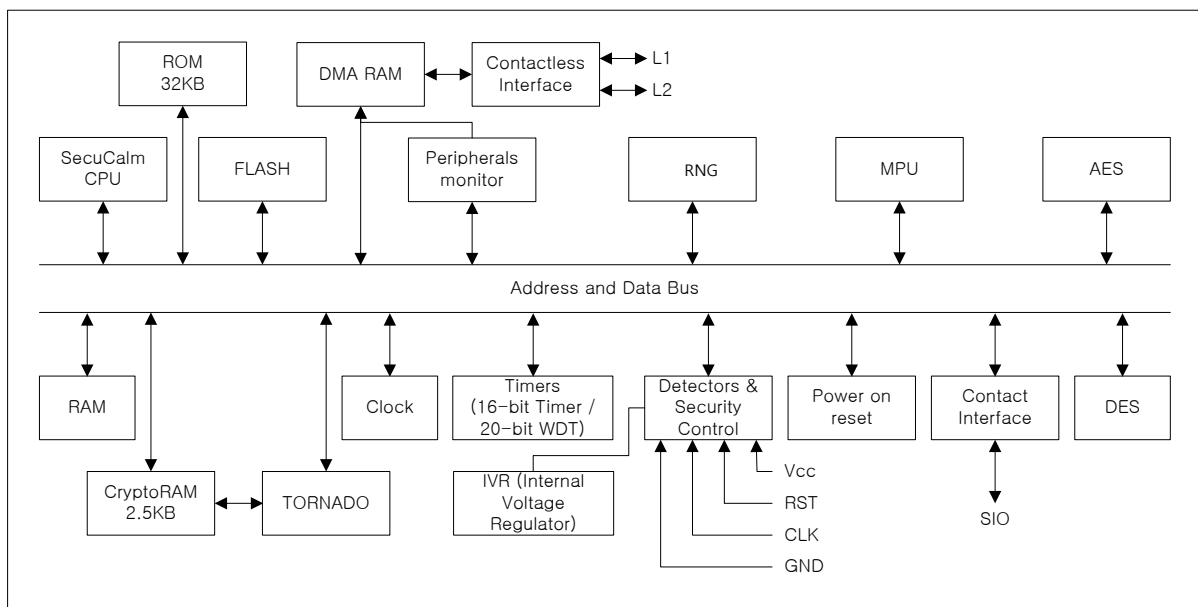 ROM
32KB
DMA RAM
Contactless
Interface
L1
L2
SecuCalm
CPU
FLASH
Peripherals
monitor
RNG
MPU
AES
Address and Data Bus
RAM
Clock
Timers
(16-bit Timer /
20-bit WDT)
Detectors &
Security
Control
Power on
reset
Contact
Interface
DES
CryptoRAM
2.5KB
TORNADO
IVR (Internal
Voltage
Regulator)
Vcc
RST
CLK
GND
SIO